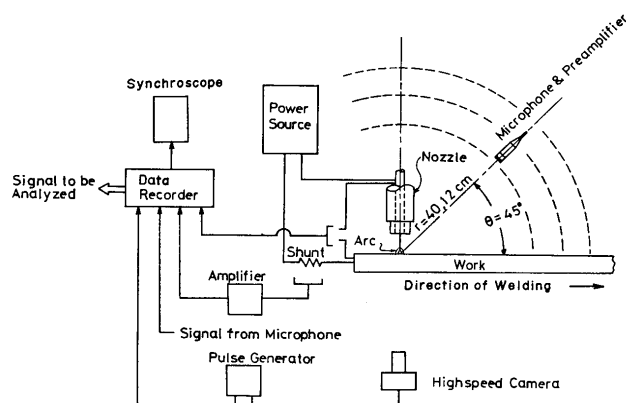 Synchroscope
Power
Source
Microphone & Preamplifier
Nozzle
Signal to be
Analyzed
Data
Recorder
r=40,12 cm
θ=45°
Arc
Shunt
Work
Amplifier
Direction of Welding
Signal from Microphone
Pulse Generator
Highspeed Camera